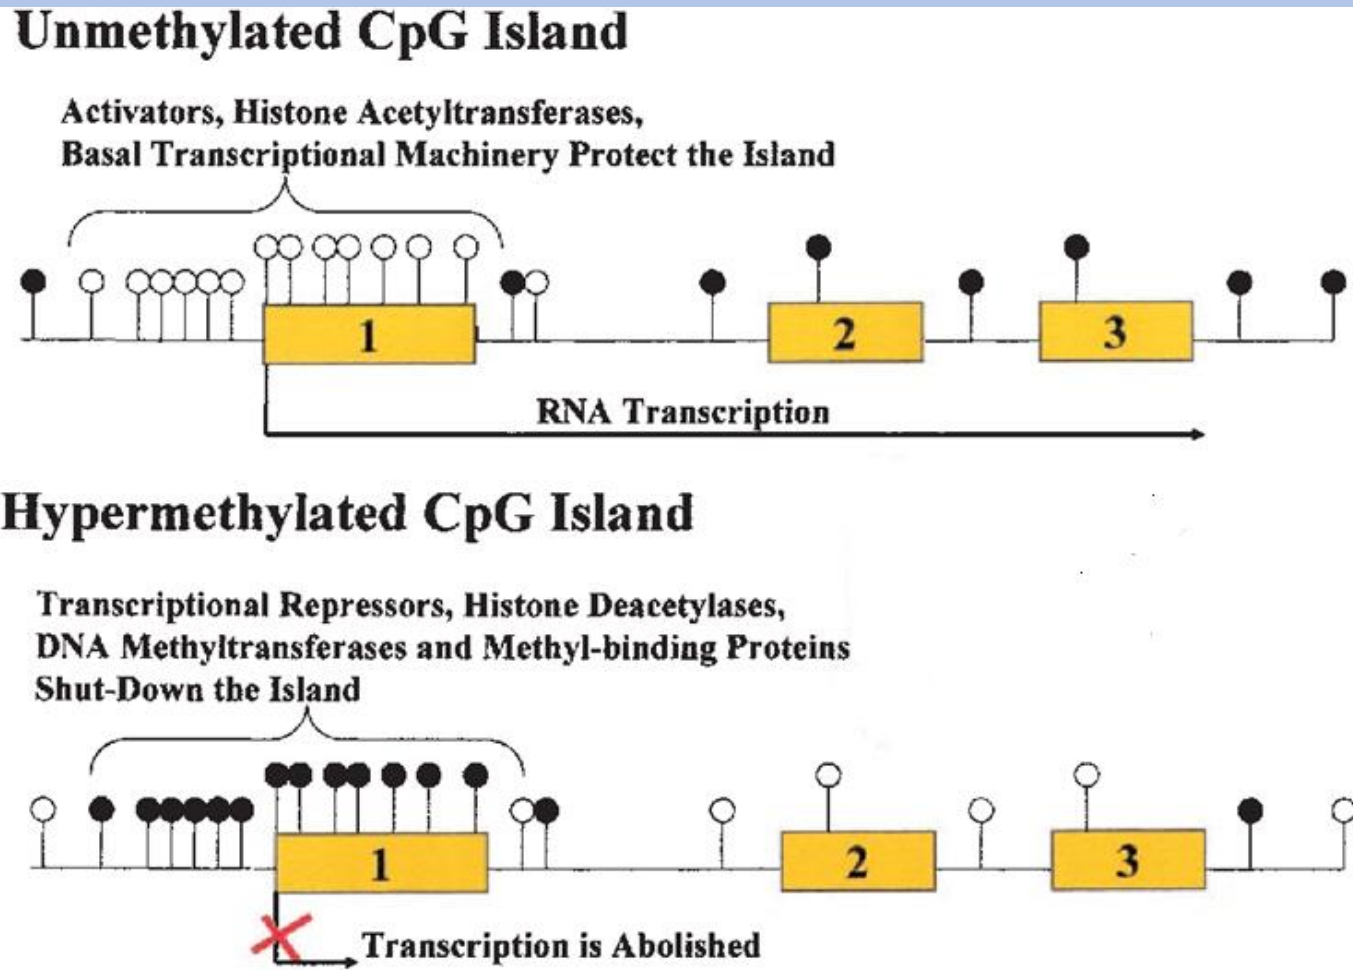 Unmethylated CpG Island
Activators, Histone Acetyltransferases,
Basal Transcriptional Machinery Protect the Island
1
2
3
RNA Transcription
Hypermethylated CpG Island
Transcriptional Repressors, Histone Deacetylases,
DNA Methyltransferases and Methyl-binding Proteins
Shut-Down the Island
1
2
3
Transcription is Abolished